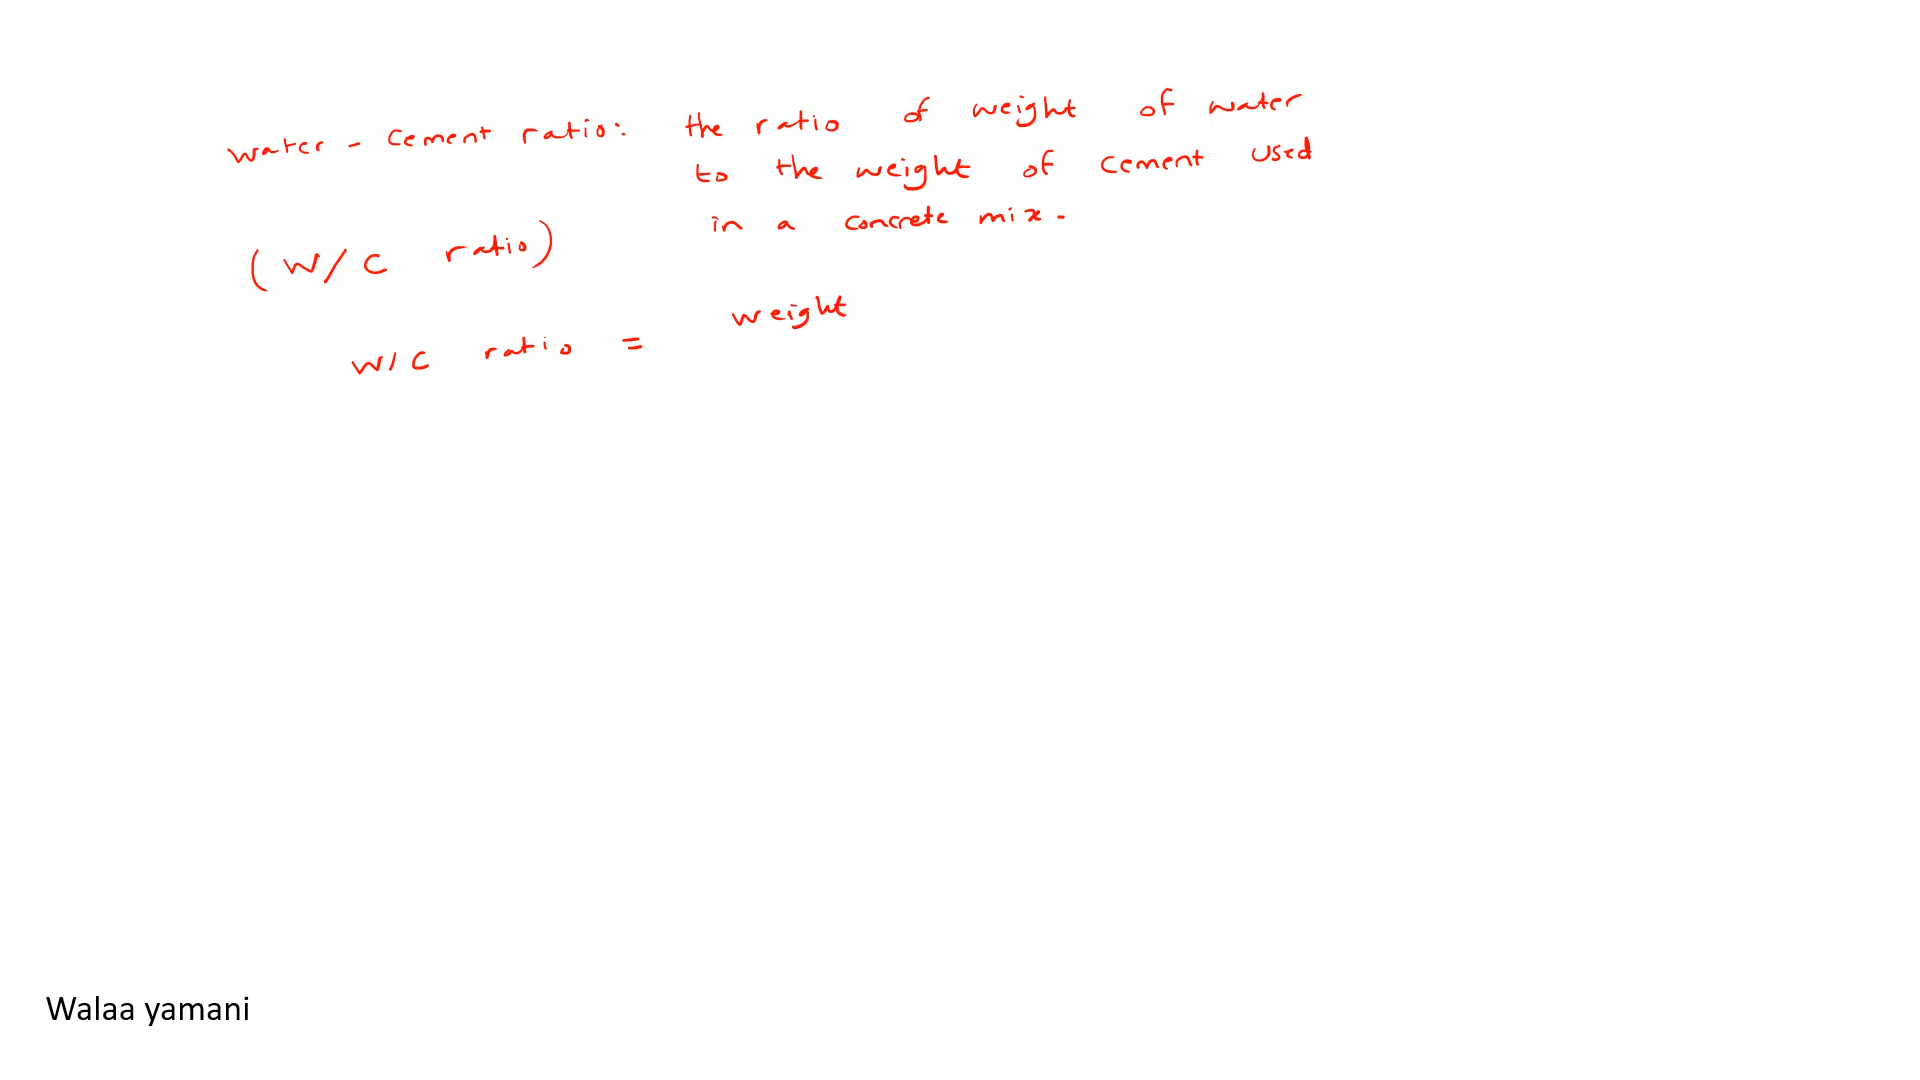 water - cement ratio: the ratio of weight of water
to the weight of cement used
in a concrete mix.
(W/C ratio)
weight
W/C ratio =
Walaa yamani